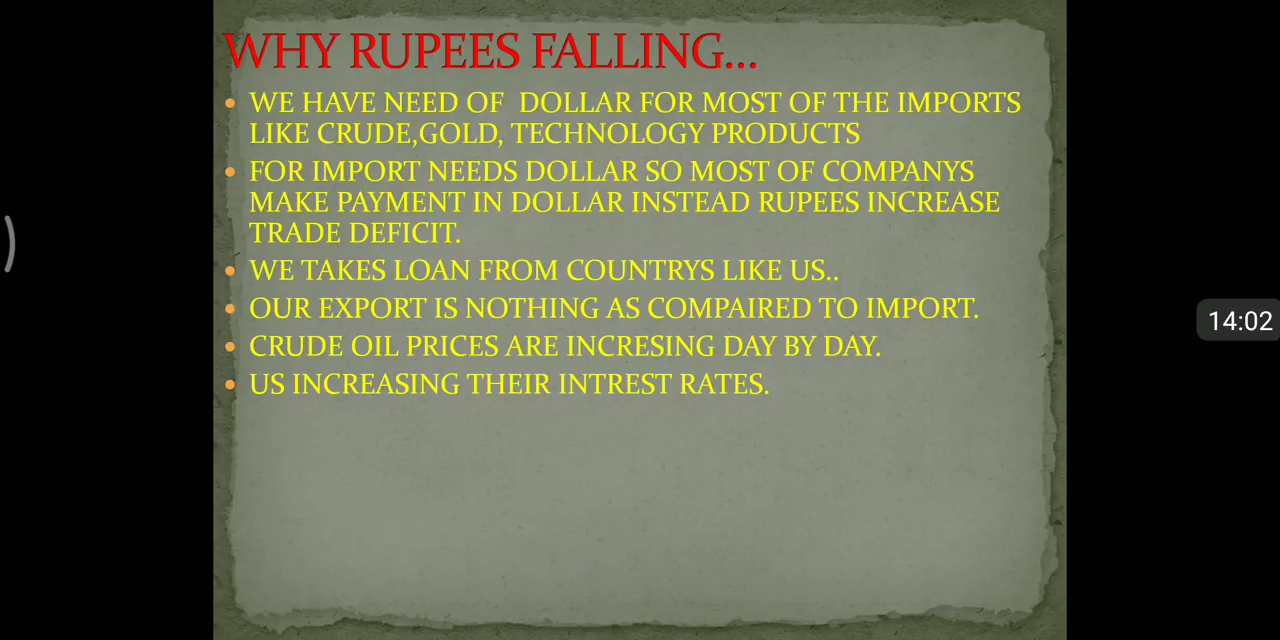 WHY RUPEES FALLING...
WE HAVE NEED OF  DOLLAR FOR MOST OF THE IMPORTS
LIKE CRUDE,GOLD, TECHNOLOGY PRODUCTS
FOR IMPORT NEEDS DOLLAR SO MOST OF COMPANYS
MAKE PAYMENT IN DOLLAR INSTEAD RUPEES INCREASE
TRADE DEFICIT.
WE TAKES LOAN FROM COUNTRYS LIKE US..
OUR EXPORT IS NOTHING AS COMPAIRED TO IMPORT.
14:02
CRUDE OIL PRICES ARE INCRESING DAY BY DAY.
US INCREASING THEIR INTREST RATES.